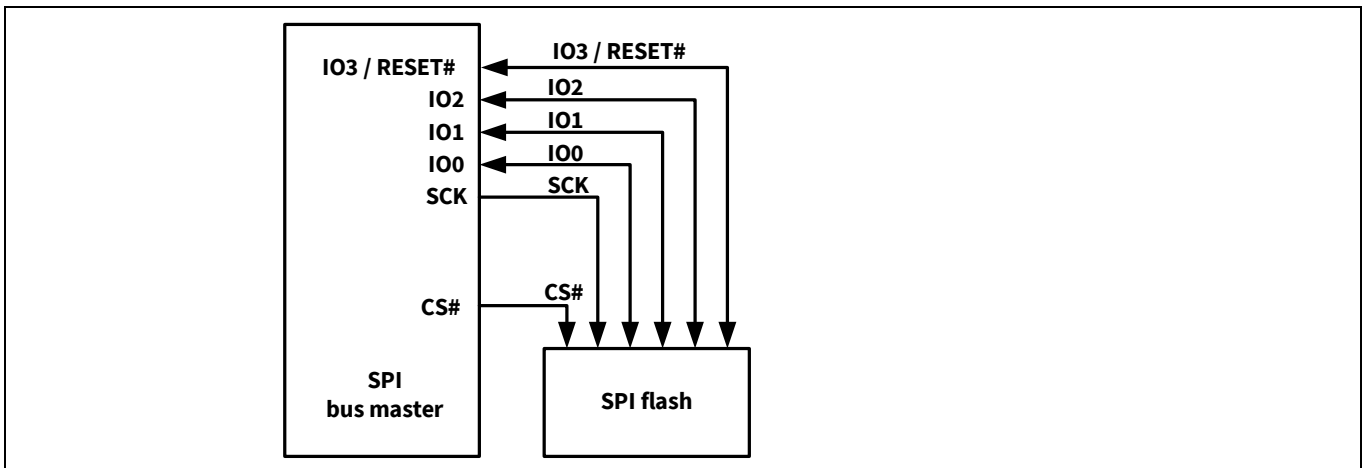 IO3 / RESET#
IO3 / RESET#
IO2
IO2
IO1
IO1
IO0
IO0
SCK
SCK
CS#
CS#
SPI
bus master
SPI flash